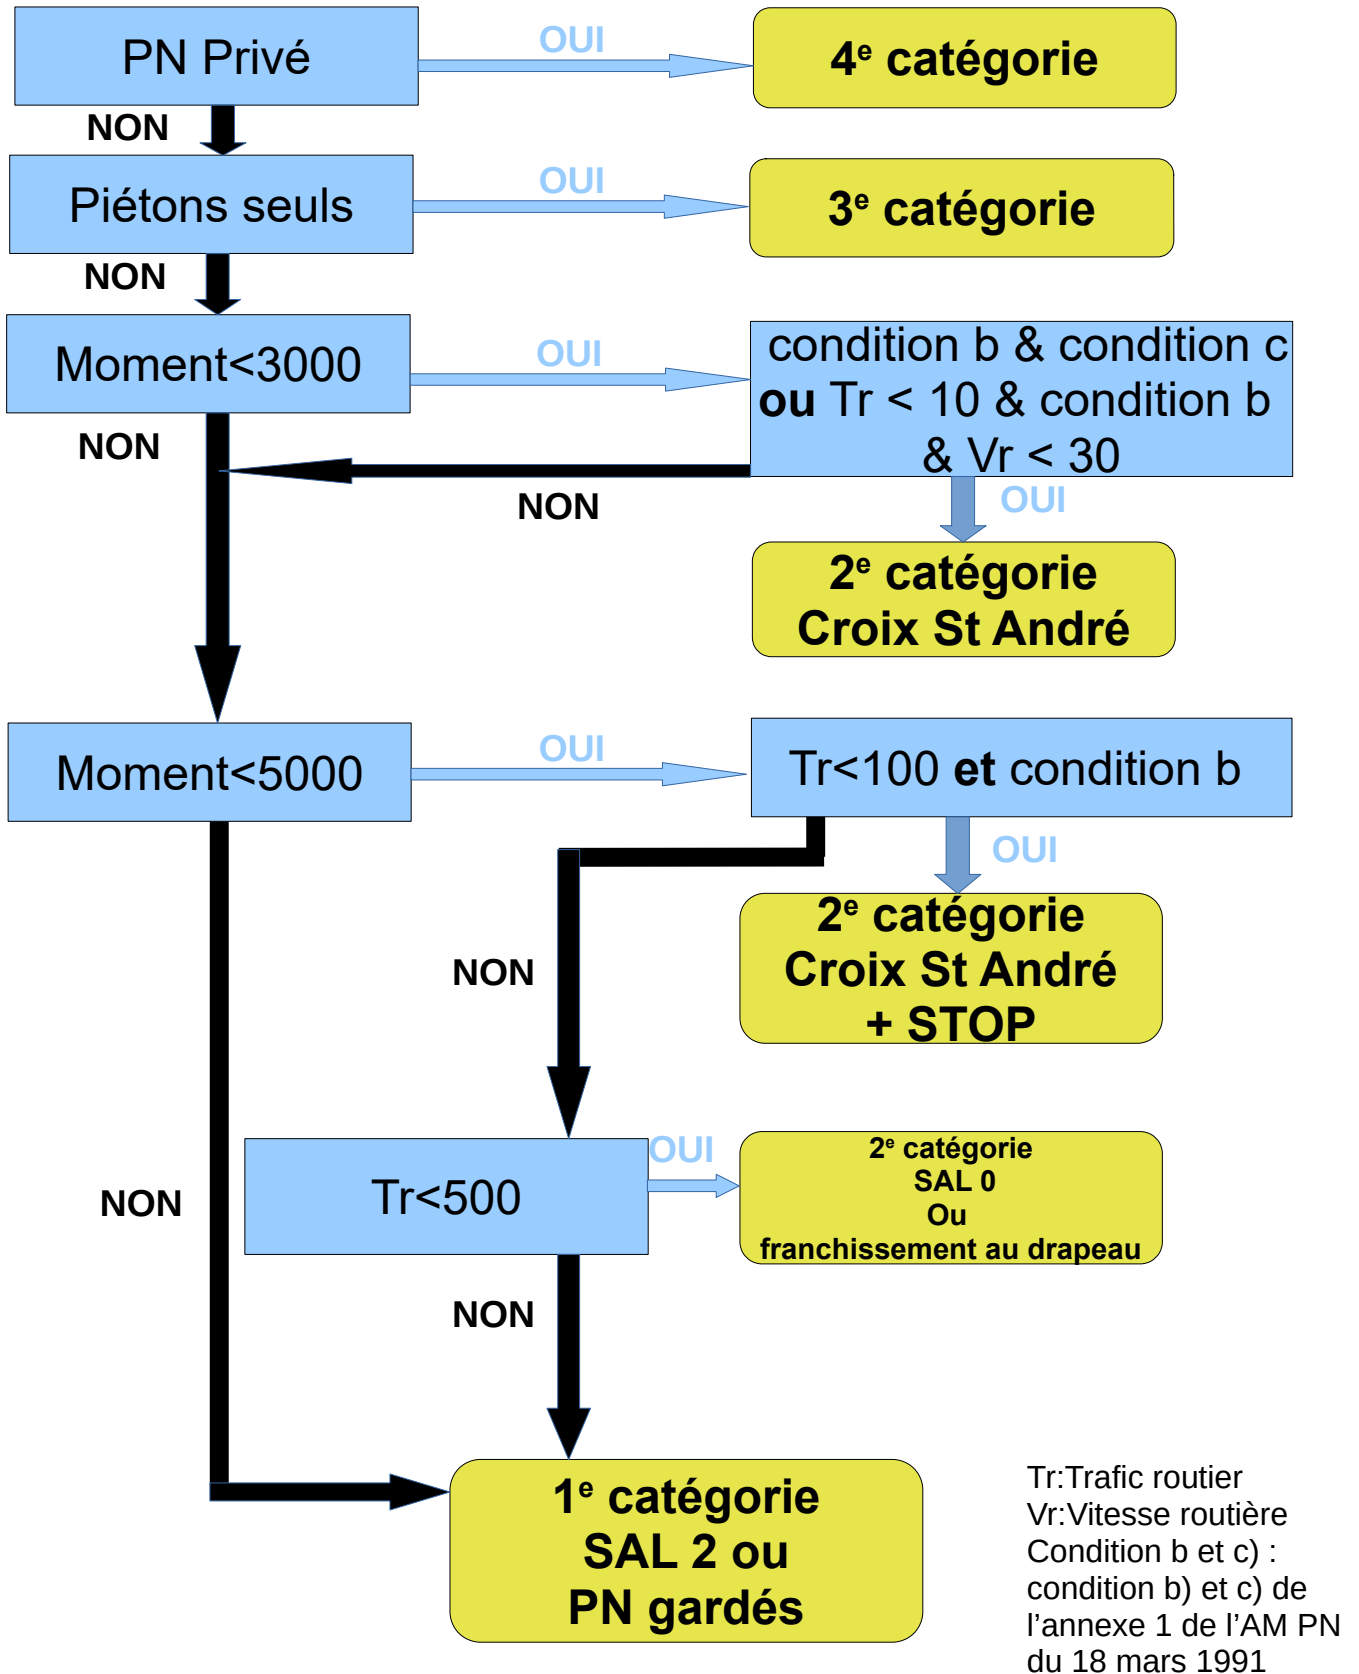 PN Privé
OUI
4e catégorie
NON
Piétons seuls
OUI
3e catégorie
NON
Moment<3000
OUI
condition b & condition c
ou Tr < 10 & condition b
& Vr < 30
NON
NON
OUI
2e catégorie
Croix St André
Moment<5000
OUI
Tr<100 et condition b
OUI
2e catégorie
Croix St André
+ STOP
NON
Tr<500
OUI
2e catégorie
SAL 0
Ou
franchissement au drapeau
NON
NON
1e catégorie
SAL 2 ou
PN gardés
Tr:Trafic routier
Vr:Vitesse routière
Condition b et c) :
condition b) et c) de
l'annexe 1 de l'AM PN
du 18 mars 1991